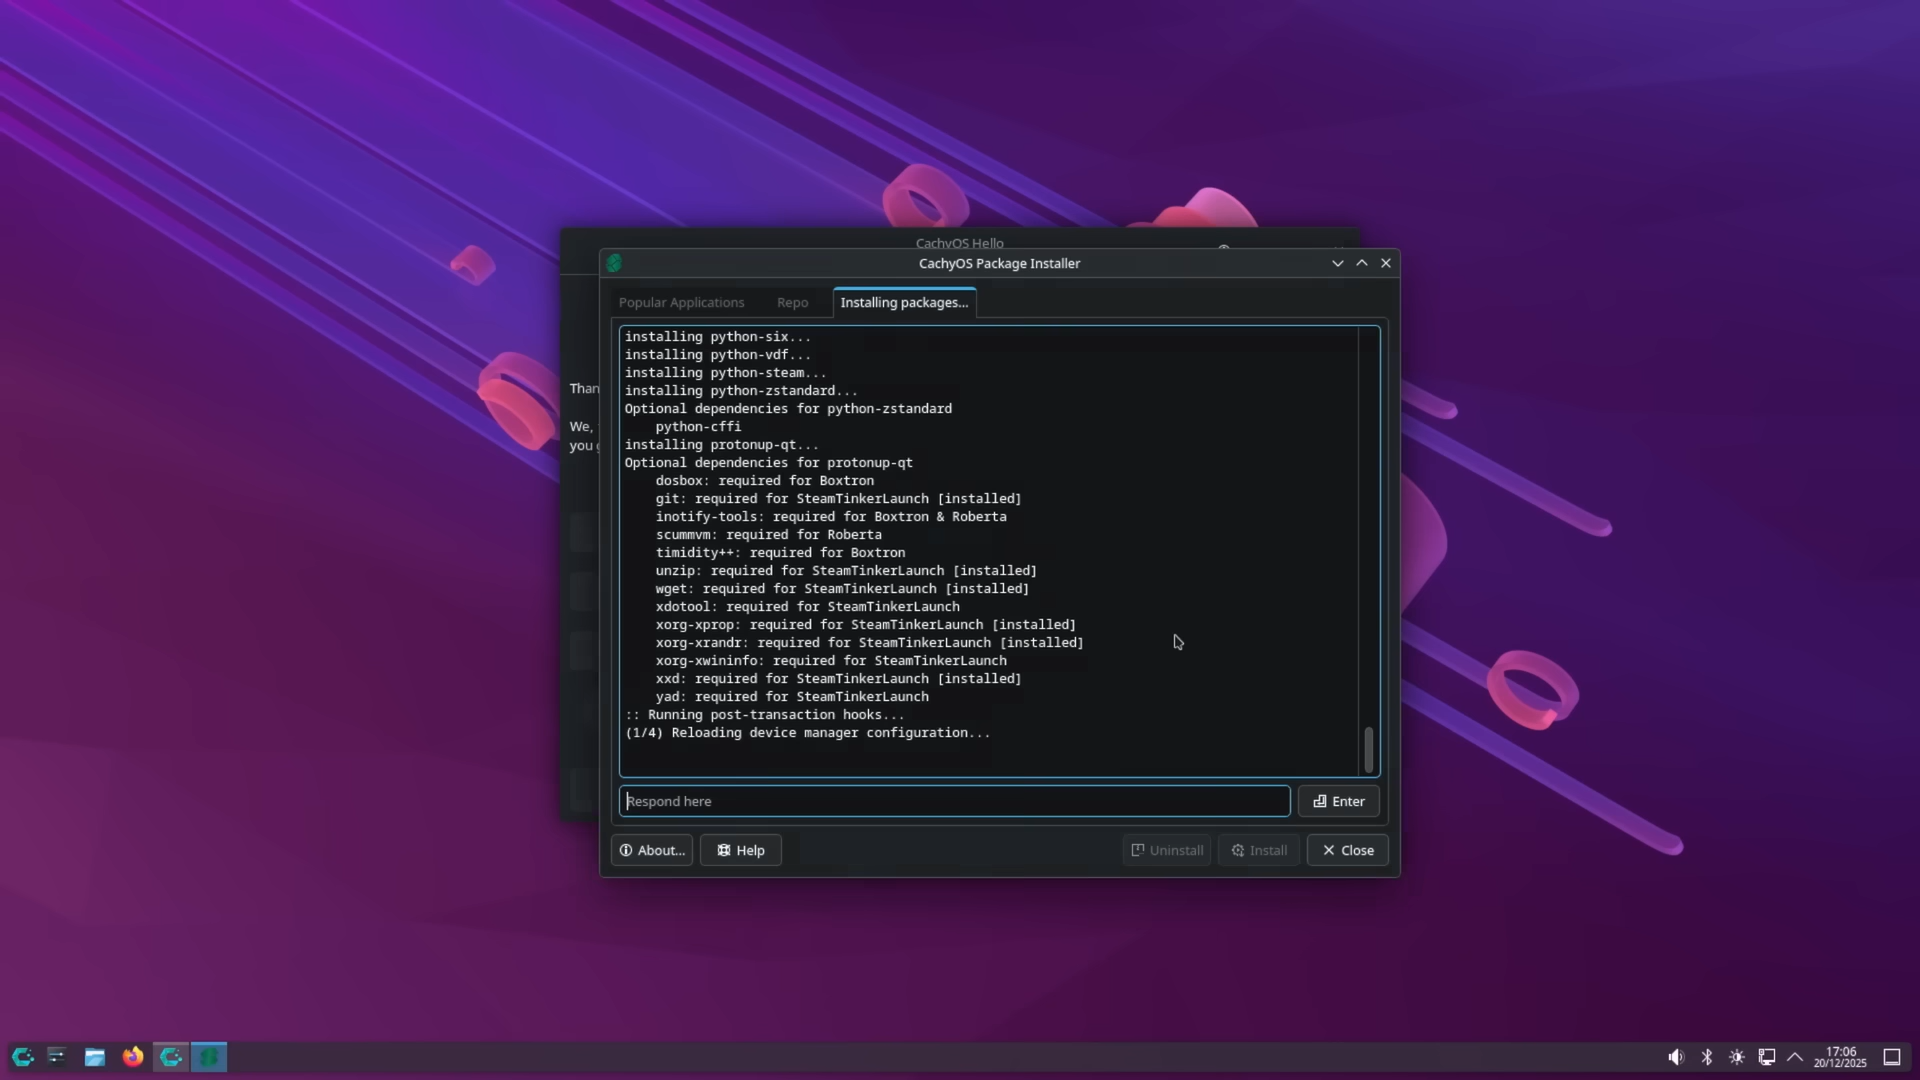 CachyOS Hello
CachyOS Package Installer
Popular Applications
Repo
Installing packages...
installing python-six...
installing python-vdf...
installing python-steam...
installing python-zstandard...
Optional dependencies for python-zstandard
python-cffi
installing protonup-qt...
Optional dependencies for protonup-qt
dosbox: required for Boxtron
git: required for SteamTinkerLaunch [installed]
inotify-tools: required for Boxtron & Roberta
scummvm: required for Roberta
timidity++: required for Boxtron
unzip: required for SteamTinkerLaunch [installed]
wget: required for SteamTinkerLaunch [installed]
xdotool: required for SteamTinkerLaunch
xorg-xprop: required for SteamTinkerLaunch [installed]
xorg-xrandr: required for SteamTinkerLaunch [installed]
xorg-xwininfo: required for SteamTinkerLaunch
xxd: required for SteamTinkerLaunch [installed]
yad: required for SteamTinkerLaunch
:: Running post-transaction hooks...
(1/4) Reloading device manager configuration...
Than
We,
you
Respond here
Enter
About...
Help
Uninstall
Install
Close
17:06
20/12/2025